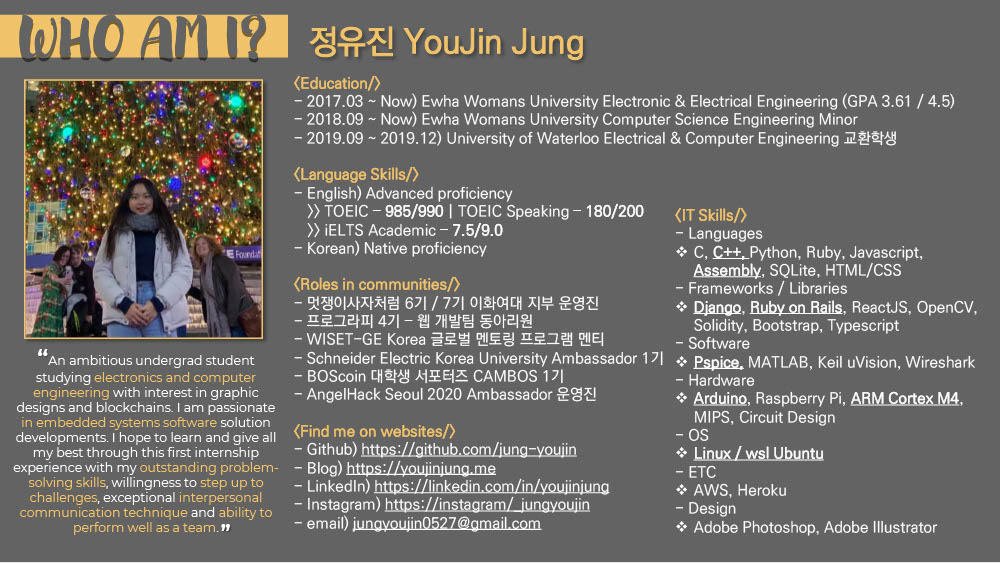 WHO AM I?
정유진 YouJin Jung
“An ambitious undergrad student
studying electronics and computer
engineering with interest in graphic
designs and blockchains. I am passionate
in embedded systems software solution
developments. I hope to learn and give all
my best through this first internship
experience with my outstanding problem-
solving skills, willingness to step up to
challenges, exceptional interpersonal
communication technique and ability to
perform well as a team.”
<Education/>
- 2017.03 ~ Now) Ewha Womans University Electronic & Electrical Engineering (GPA 3.61 / 4.5)
- 2018.09 ~ Now) Ewha Womans University Computer Science Engineering Minor
- 2019.09 ~ 2019.12) University of Waterloo Electrical & Computer Engineering 교환학생
<Language Skills/>
- English) Advanced proficiency
>> TOEIC – 985/990 | TOEIC Speaking – 180/200
>> iELTS Academic – 7.5/9.0
- Korean) Native proficiency
<Roles in communities/>
- 멋쟁이사자처럼 6기 / 7기 이화여대 지부 운영진
- 프로그라피 4기 – 웹 개발팀 동아리원
- WISET-GE Korea 글로벌 멘토링 프로그램 멘티
- Schneider Electric Korea University Ambassador 1기
- BOScoin 대학생 서포터즈 CAMBOS 1기
- AngelHack Seoul 2020 Ambassador 운영진
<Find me on websites/>
- Github) https://github.com/jung-youjin
- Blog) https://youjinjung.me
- LinkedIn) https://linkedin.com/in/youjinjung
- Instagram) https://instagram/_jungyoujin
- email) jungyoujin0527@gmail.com
<IT Skills/>
- Languages
❖ C, C++, Python, Ruby, Javascript,
Assembly, SQLite, HTML/CSS
- Frameworks / Libraries
❖ Django, Ruby on Rails, ReactJS, OpenCV,
Solidity, Bootstrap, Typescript
- Software
❖ Pspice, MATLAB, Keil uVision, Wireshark
- Hardware
❖ Arduino, Raspberry Pi, ARM Cortex M4,
MIPS, Circuit Design
- OS
❖ Linux / wsl Ubuntu
- ETC
❖ AWS, Heroku
- Design
❖ Adobe Photoshop, Adobe Illustrator